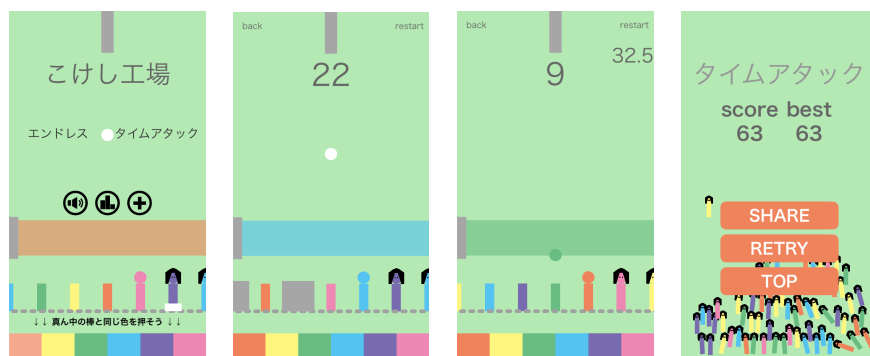 こけし工場
エンドレス タイムアタック
↓↓ 真ん中の棒と同じ色を押そう ↓↓
back restart
22
back restart
32.5
9
タイムアタック
score best
63 63
SHARE
RETRY
TOP